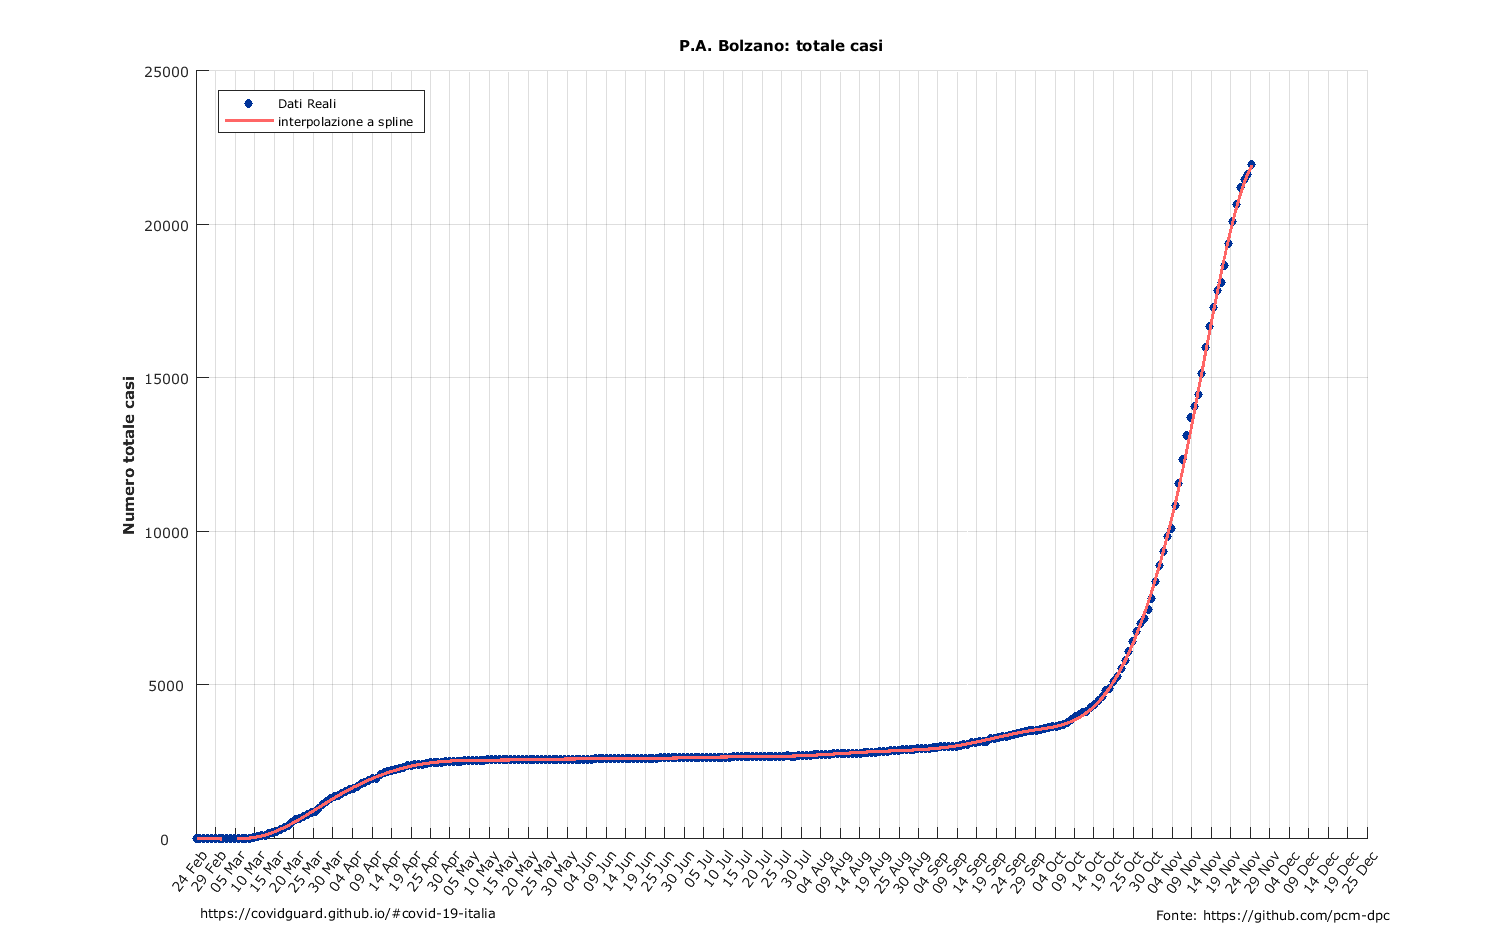 P.A. Bolzano: totale casi
25000
20000
15000
10000
5000
0
Numero totale casi
Dati Reali
interpolazione a spline
24 Feb
29 Feb
05 Mar
10 Mar
15 Mar
20 Mar
25 Mar
30 Mar
04 Apr
09 Apr
14 Apr
19 Apr
25 Apr
30 Apr
05 May
10 May
15 May
20 May
25 May
30 May
04 Jun
09 Jun
14 Jun
19 Jun
25 Jun
30 Jun
05 Jul
10 Jul
15 Jul
20 Jul
25 Jul
30 Jul
04 Aug
09 Aug
14 Aug
19 Aug
25 Aug
30 Aug
04 Sep
09 Sep
14 Sep
19 Sep
24 Sep
29 Sep
04 Oct
09 Oct
14 Oct
19 Oct
25 Oct
30 Oct
04 Nov
09 Nov
14 Nov
19 Nov
24 Nov
29 Nov
04 Dec
09 Dec
14 Dec
19 Dec
25 Dec
https://covidguard.github.io/#covid-19-italia
Fonte: https://github.com/pcm-dpc